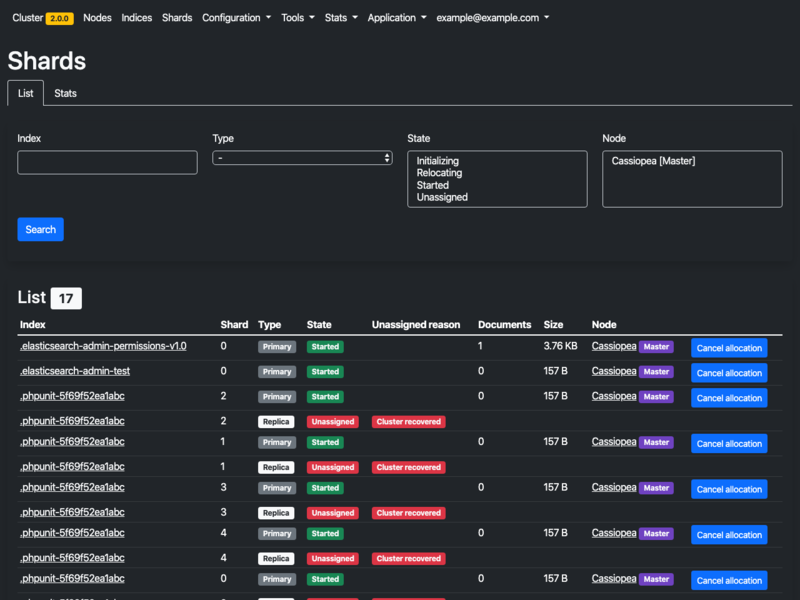 Cluster 2.0.0 Nodes Indices Shards Configuration Tools Stats Application example@example.com
Shards
List Stats
Index Type State Node
- Initializing Cassiopea [Master]
Relocating
Started
Unassigned
Search
List 17
Index Shard Type State Unassigned reason Documents Size Node
.elasticsearch-admin-permissions-v1.0 0 Primary Started 1 3.76 KB Cassiopea Master Cancel allocation
.elasticsearch-admin-test 0 Primary Started 0 157 B Cassiopea Master Cancel allocation
.phpunit-5f69f52ea1abc 2 Primary Started 0 157 B Cassiopea Master Cancel allocation
.phpunit-5f69f52ea1abc 2 Replica Unassigned Cluster recovered
.phpunit-5f69f52ea1abc 1 Primary Started 0 157 B Cassiopea Master Cancel allocation
.phpunit-5f69f52ea1abc 1 Replica Unassigned Cluster recovered
.phpunit-5f69f52ea1abc 3 Primary Started 0 157 B Cassiopea Master Cancel allocation
.phpunit-5f69f52ea1abc 3 Replica Unassigned Cluster recovered
.phpunit-5f69f52ea1abc 4 Primary Started 0 157 B Cassiopea Master Cancel allocation
.phpunit-5f69f52ea1abc 4 Replica Unassigned Cluster recovered
.phpunit-5f69f52ea1abc 0 Primary Started 0 157 B Cassiopea Master Cancel allocation